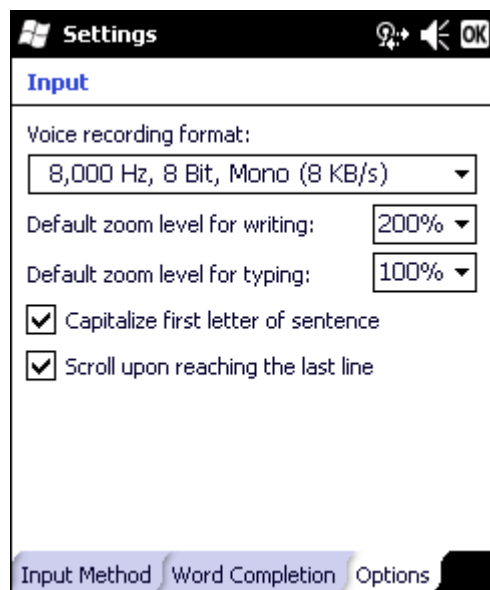 Settings OK
Input
Voice recording format:
8,000 Hz, 8 Bit, Mono (8 KB/s)
Default zoom level for writing: 200%
Default zoom level for typing: 100%
Capitalize first letter of sentence
Scroll upon reaching the last line
Input Method Word Completion Options